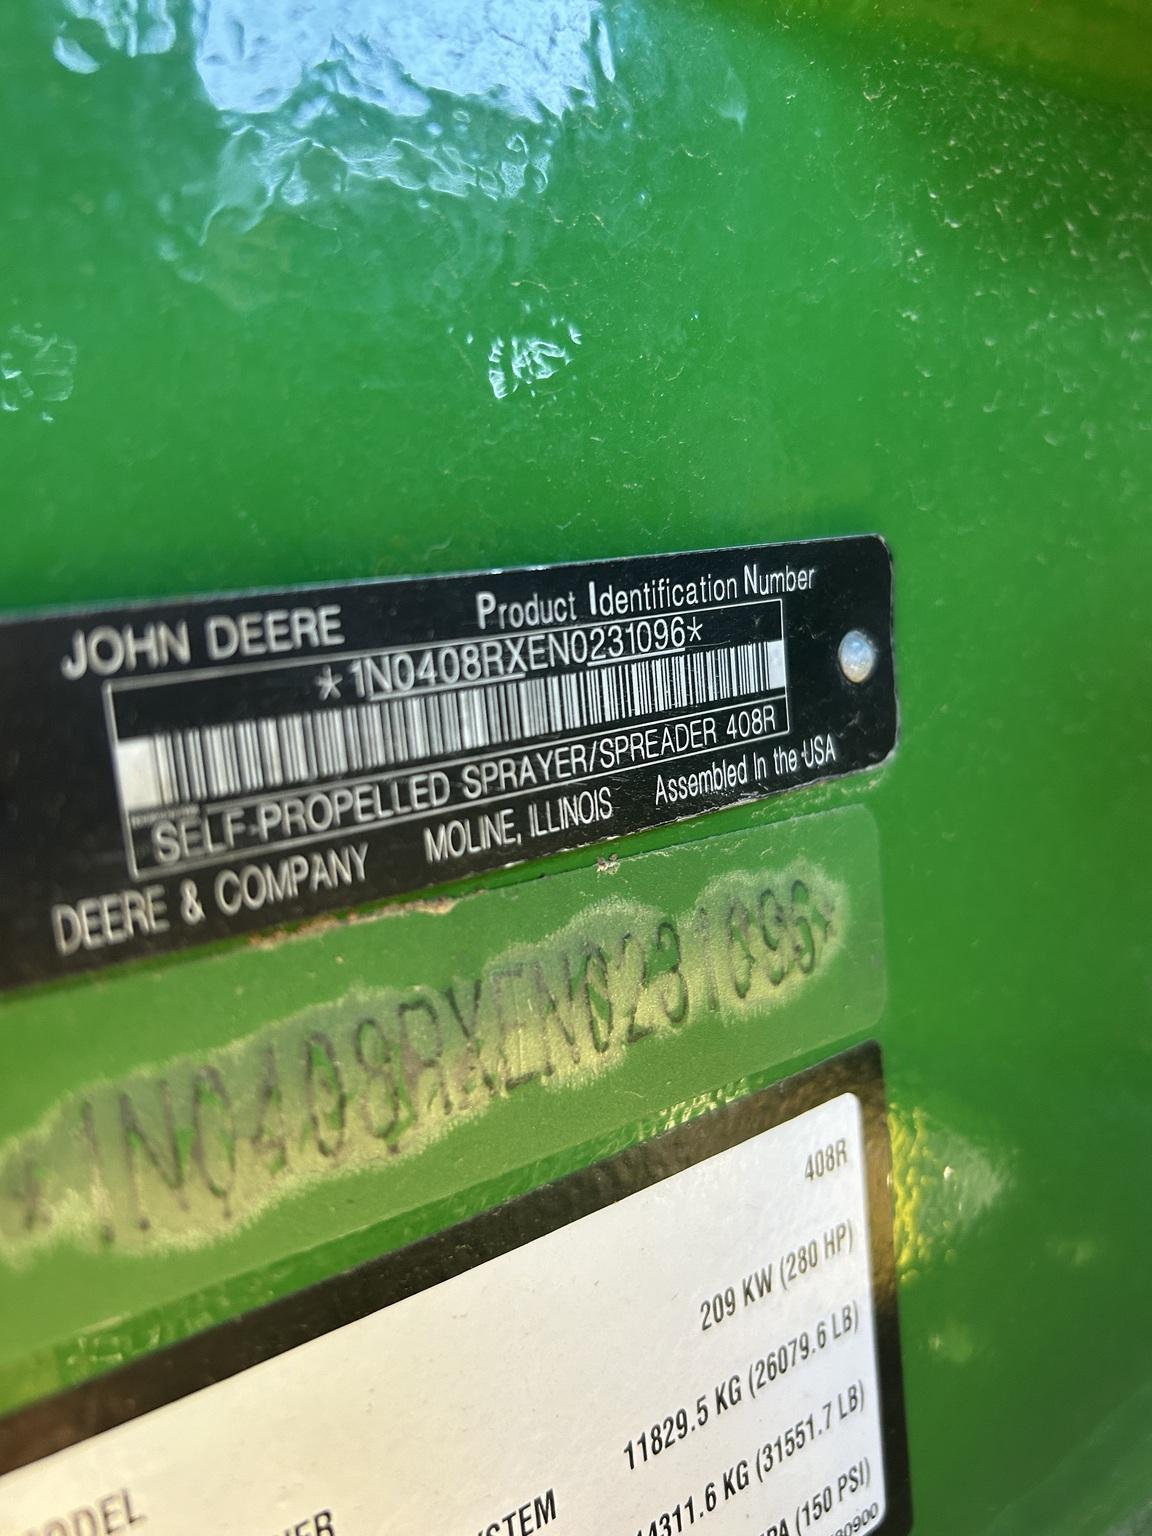 JOHN DEERE
Product Identification Number
*1N0408RXEN0231096*
SELF-PROPELLED SPRAYER/SPREADER 408R
DEERE & COMPANY MOLINE, ILLINOIS Assembled In the USA
*1N0408RXEN0231096*
408R
209 KW (280 HP)
11829.5 KG (26079.6 LB)
14311.6 KG (31551.7 LB)
(150 PSI)
MODEL